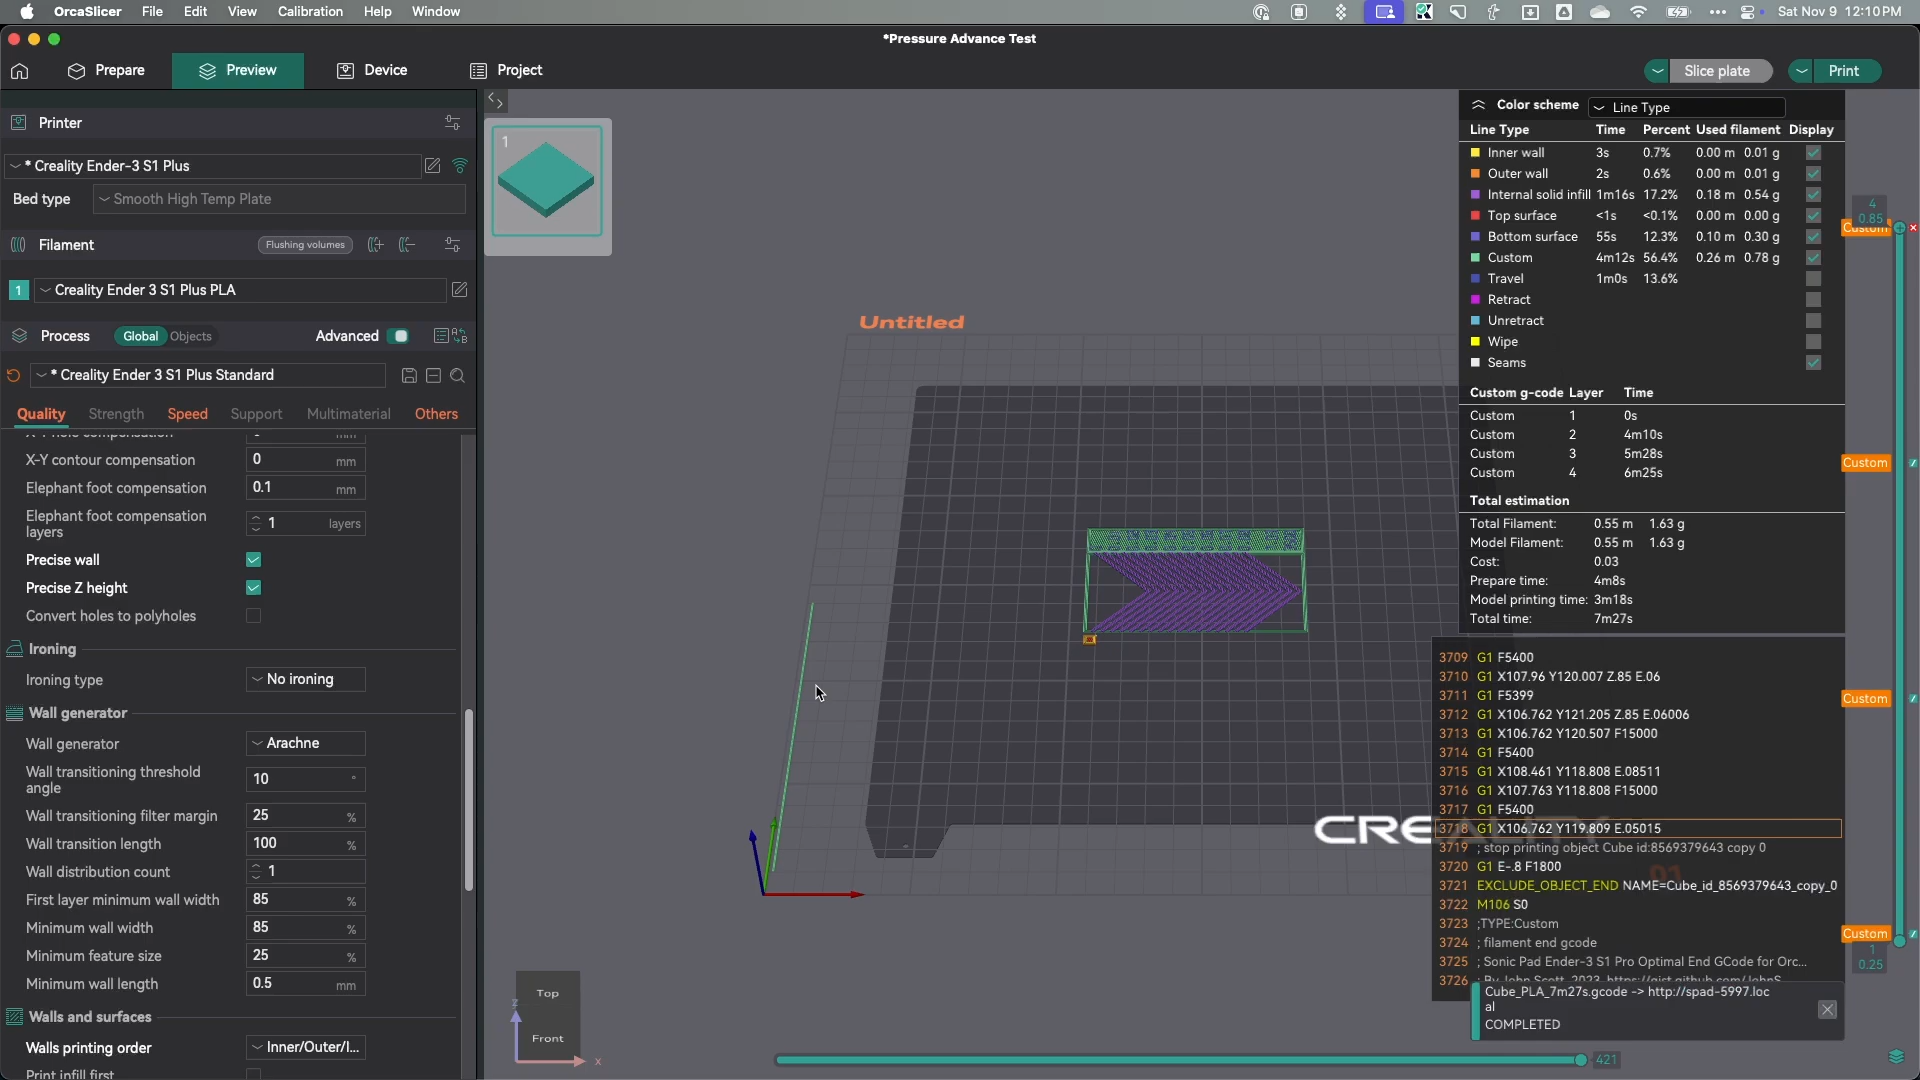 OrcaSlicer File Edit View Calibration Help Window Sat Nov 9 12:10 PM
*Pressure Advance Test
Prepare Preview Device Project Slice plate Print
Printer
* Creality Ender-3 S1 Plus
Bed type Smooth High Temp Plate
Filament Flushing volumes
1 Creality Ender 3 S1 Plus PLA
Process Global Objects Advanced
* Creality Ender 3 S1 Plus Standard
Quality Strength Speed Support Multimaterial Others
X-Y hole compensation mm
X-Y contour compensation 0 mm
Elephant foot compensation 0.1 mm
Elephant foot compensation
layers 1 layers
Precise wall
Precise Z height
Convert holes to polyholes
Ironing
Ironing type No ironing
Wall generator
Wall generator Arachne
Wall transitioning threshold
angle 10 °
Wall transitioning filter margin 25 %
Wall transition length 100 %
Wall distribution count 1
First layer minimum wall width 85 %
Minimum wall width 85 %
Minimum feature size 25 %
Minimum wall length 0.5 mm
Walls and surfaces
Walls printing order Inner/Outer/I...
Print infill first
1
Untitled
CRE
01
Top
Front
z
x
421
Color scheme Line Type
Line Type Time Percent Used filament Display
Inner wall 3s 0.7% 0.00 m 0.01 g
Outer wall 2s 0.6% 0.00 m 0.01 g
Internal solid infill 1m16s 17.2% 0.18 m 0.54 g
Top surface <1s <0.1% 0.00 m 0.00 g
Bottom surface 55s 12.3% 0.10 m 0.30 g
Custom 4m12s 56.4% 0.26 m 0.78 g
Travel 1m0s 13.6%
Retract
Unretract
Wipe
Seams
Custom g-code Layer Time
Custom 1 0s
Custom 2 4m10s
Custom 3 5m28s
Custom 4 6m25s
Total estimation
Total Filament: 0.55 m 1.63 g
Model Filament: 0.55 m 1.63 g
Cost: 0.03
Prepare time: 4m8s
Model printing time: 3m18s
Total time: 7m27s
3709 G1 F5400
3710 G1 X107.96 Y120.007 Z.85 E.06
3711 G1 F5399
3712 G1 X106.762 Y121.205 Z.85 E.06006
3713 G1 X106.762 Y120.507 F15000
3714 G1 F5400
3715 G1 X108.461 Y118.808 E.08511
3716 G1 X107.763 Y118.808 F15000
3717 G1 F5400
3718 G1 X106.762 Y119.809 E.05015
3719 ; stop printing object Cube id:8569379643 copy 0
3720 G1 E-.8 F1800
3721 EXCLUDE_OBJECT_END NAME=Cube_id_8569379643_copy_0
3722 M106 S0
3723 ;TYPE:Custom
3724 ; filament end gcode
3725 ; Sonic Pad Ender-3 S1 Pro Optimal End GCode for Orc...
3726 ; By John Scott, 2023, https://gist.github.com/JohnS
Cube_PLA_7m27s.gcode -> http://spad-5997.loc
al
COMPLETED
4
0.85
Custom
Custom
Custom
Custom
1
0.25